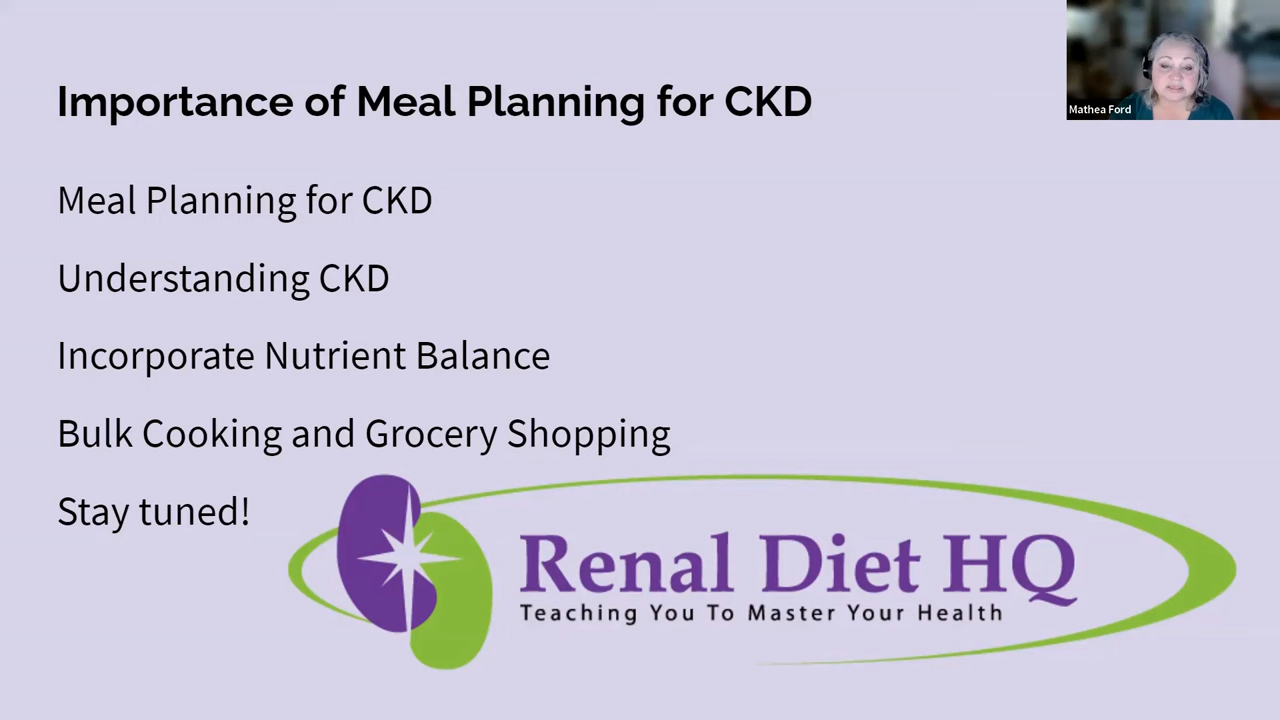 Importance of Meal Planning for CKD
Mathea Ford
Meal Planning for CKD
Understanding CKD
Incorporate Nutrient Balance
Bulk Cooking and Grocery Shopping
Stay tuned!
Renal Diet HQ
Teaching You To Master Your Health